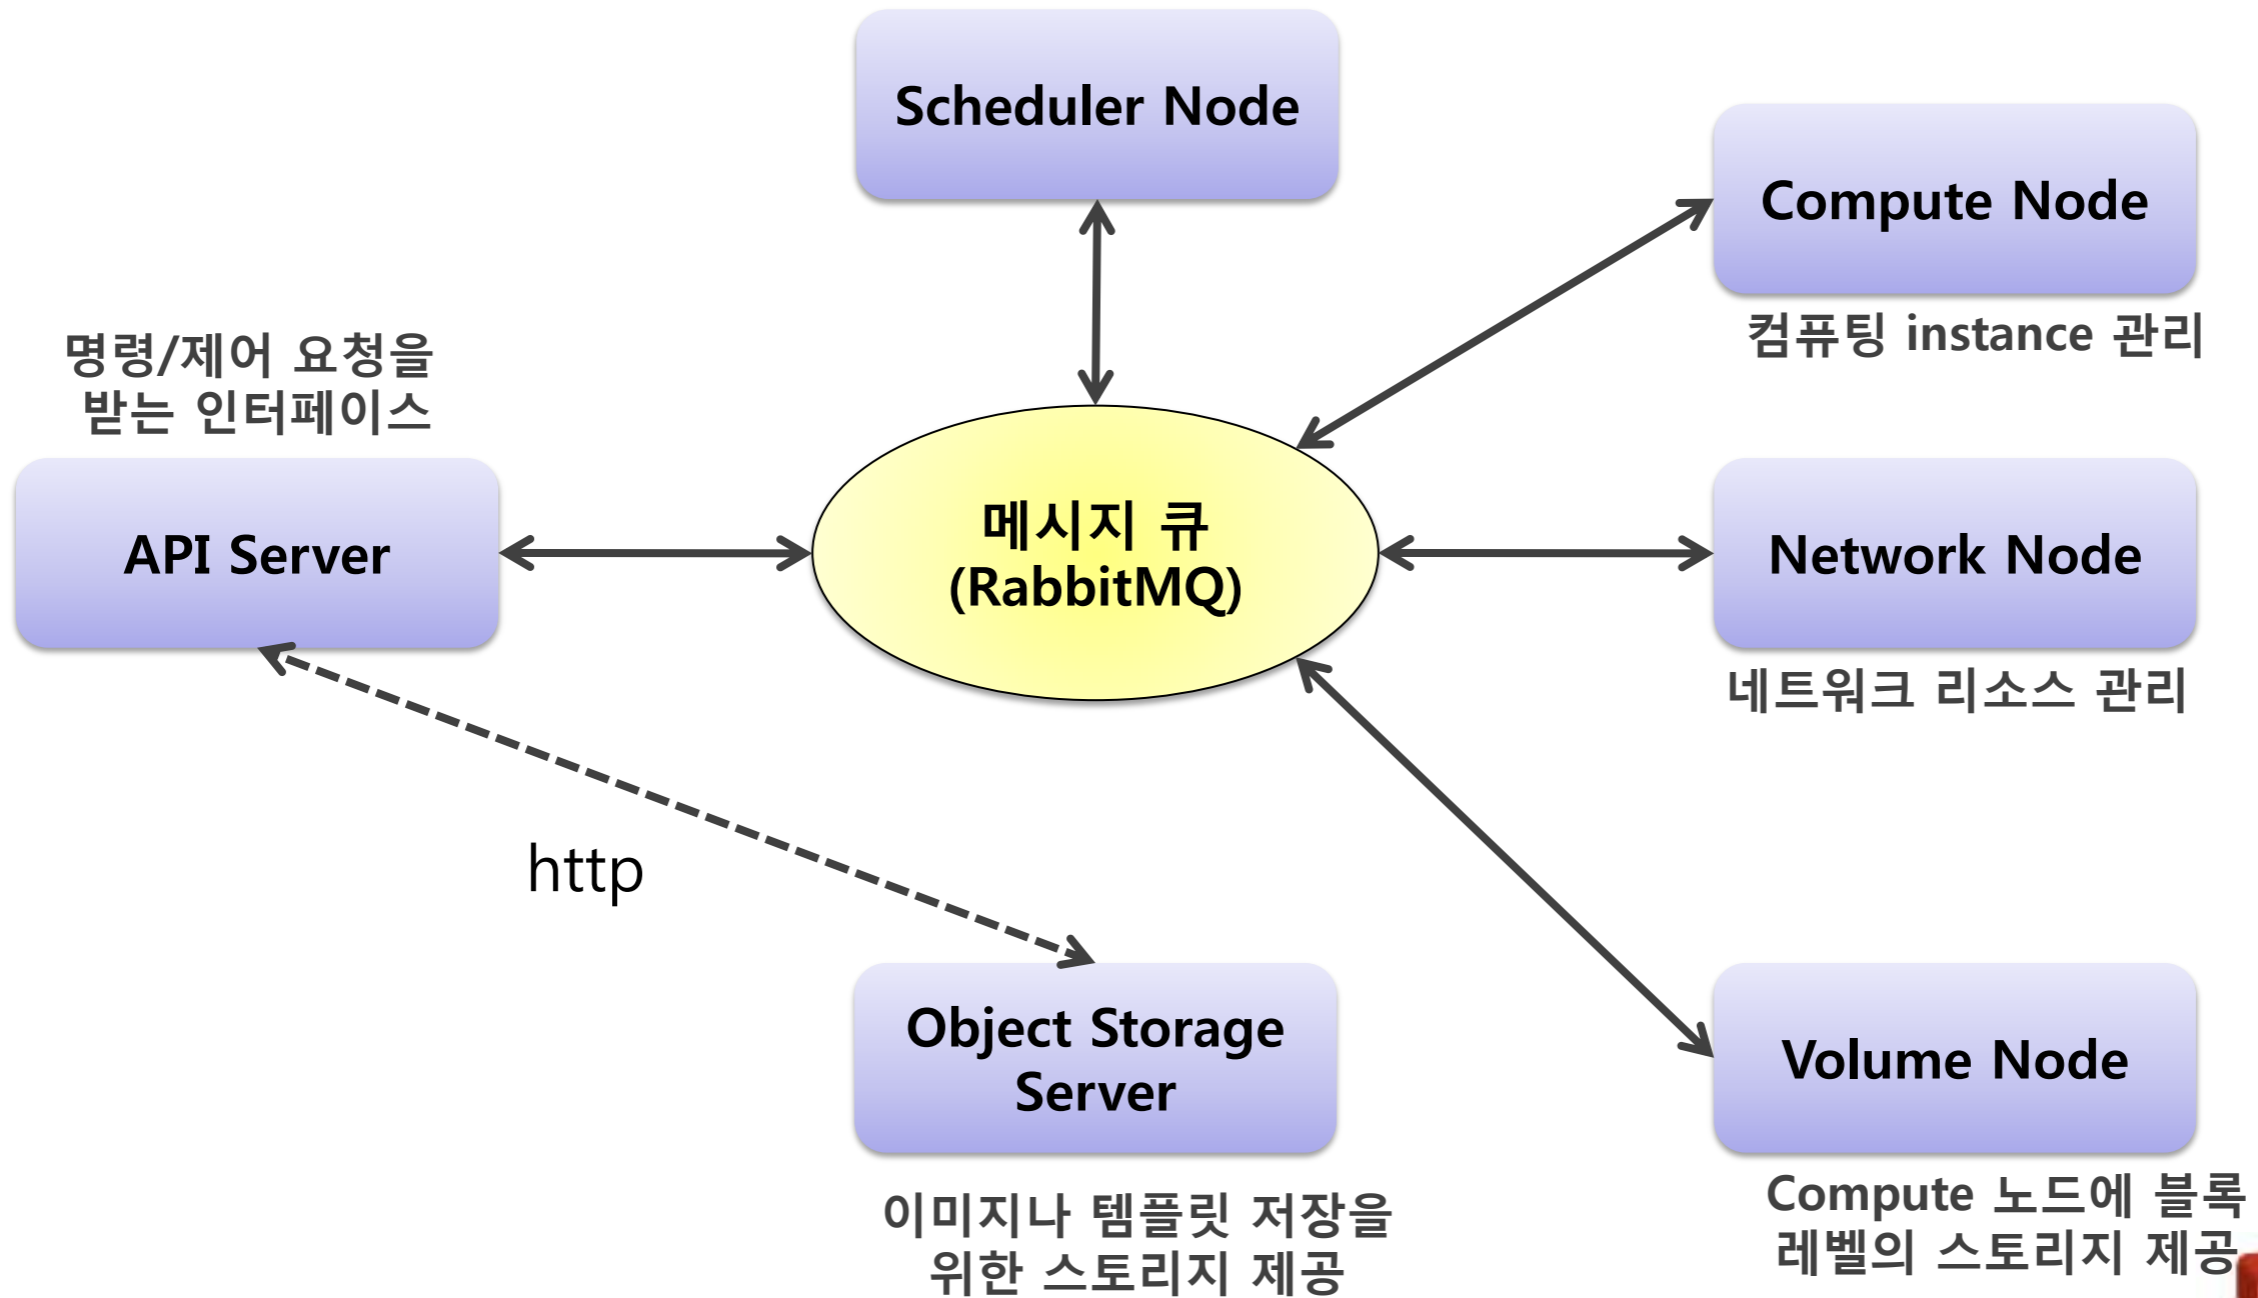 Scheduler Node
Compute Node
컴퓨팅 instance 관리
명령/제어 요청을
받는 인터페이스
API Server
메시지 큐
(RabbitMQ)
Network Node
네트워크 리소스 관리
http
Object Storage
Server
이미지나 템플릿 저장을
위한 스토리지 제공
Volume Node
Compute 노드에 블록
레벨의 스토리지 제공